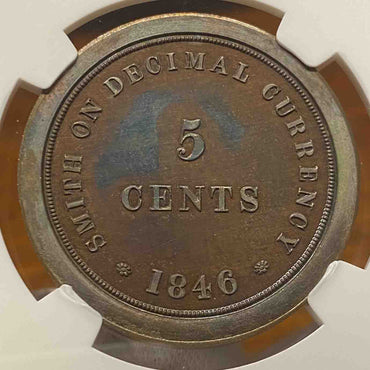 SMITH ON DECIMAL CURRENCY
5
CENTS
1846